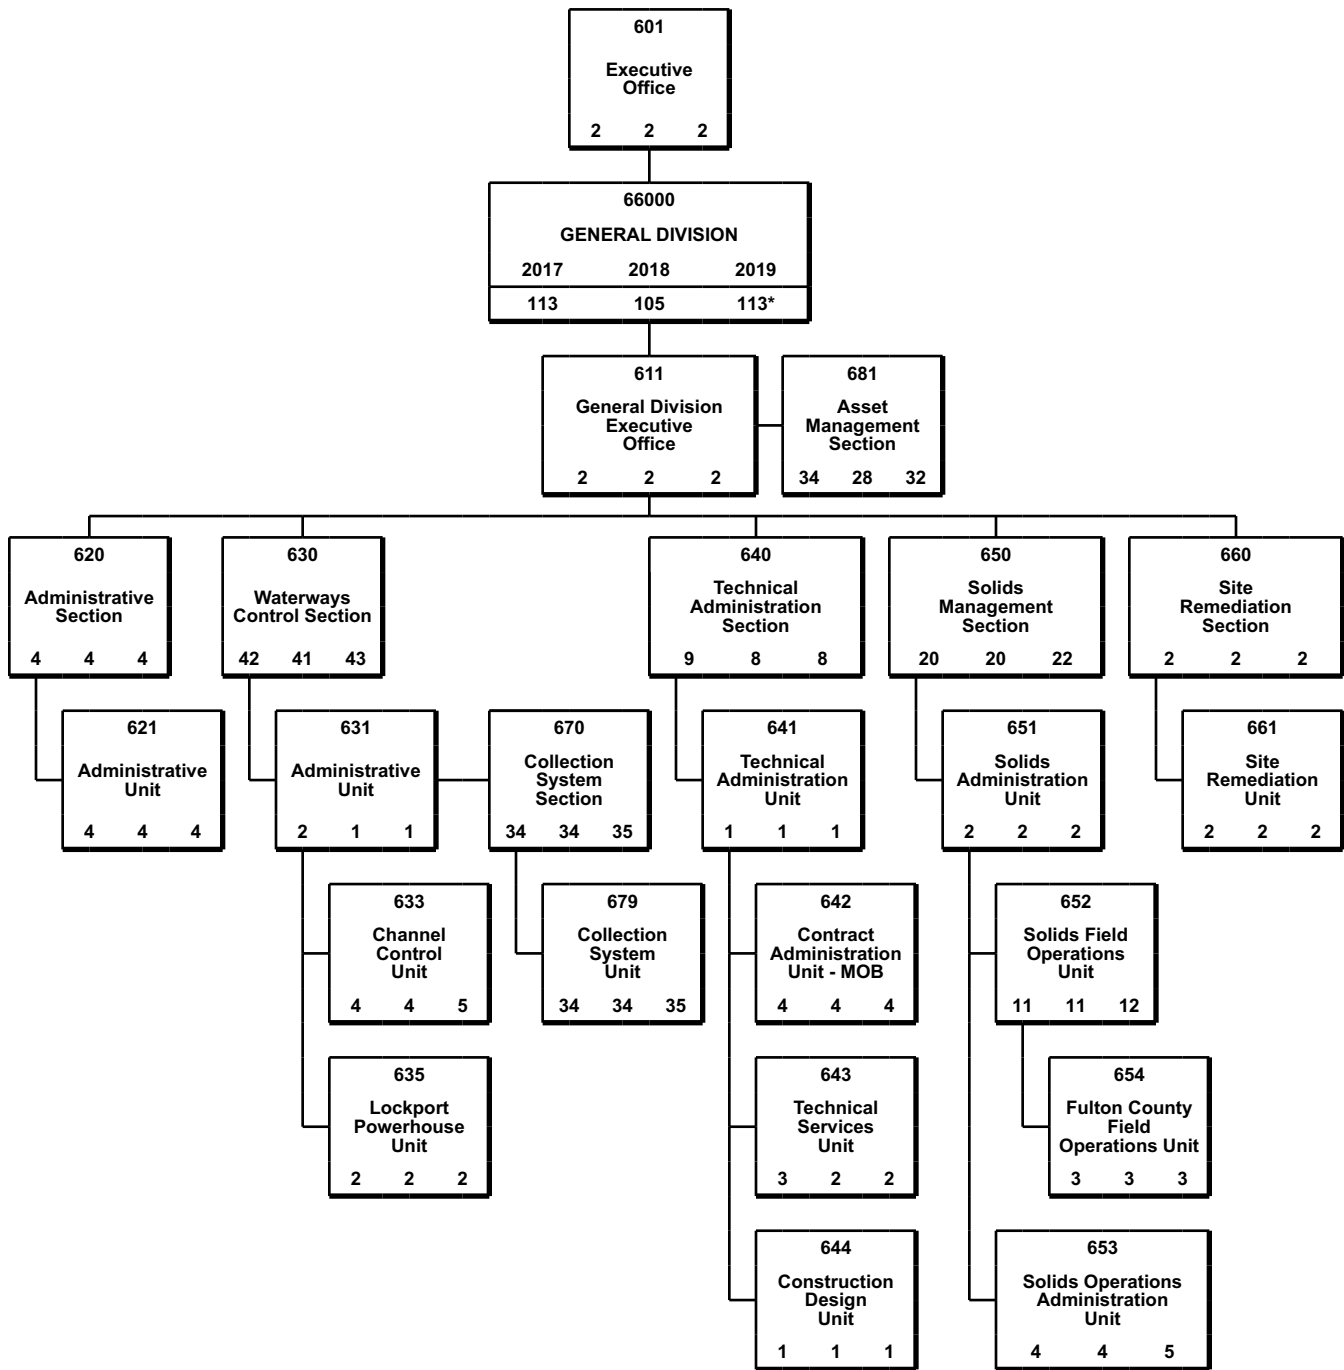 601
Executive
Office
2 2 2
66000
GENERAL DIVISION
2017 2018 2019
113 105 113*
611
General Division
Executive
Office
2 2 2
681
Asset
Management
Section
34 28 32
620
Administrative
Section
4 4 4
630
Waterways
Control Section
42 41 43
640
Technical
Administration
Section
9 8 8
650
Solids
Management
Section
20 20 22
660
Site
Remediation
Section
2 2 2
621
Administrative
Unit
4 4 4
631
Administrative
Unit
2 1 1
670
Collection
System
Section
34 34 35
641
Technical
Administration
Unit
1 1 1
651
Solids
Administration
Unit
2 2 2
661
Site
Remediation
Unit
2 2 2
633
Channel
Control
Unit
4 4 5
679
Collection
System
Unit
34 34 35
642
Contract
Administration
Unit - MOB
4 4 4
652
Solids Field
Operations
Unit
11 11 12
635
Lockport
Powerhouse
Unit
2 2 2
643
Technical
Services
Unit
3 2 2
654
Fulton County
Field
Operations Unit
3 3 3
644
Construction
Design
Unit
1 1 1
653
Solids Operations
Administration
Unit
4 4 5